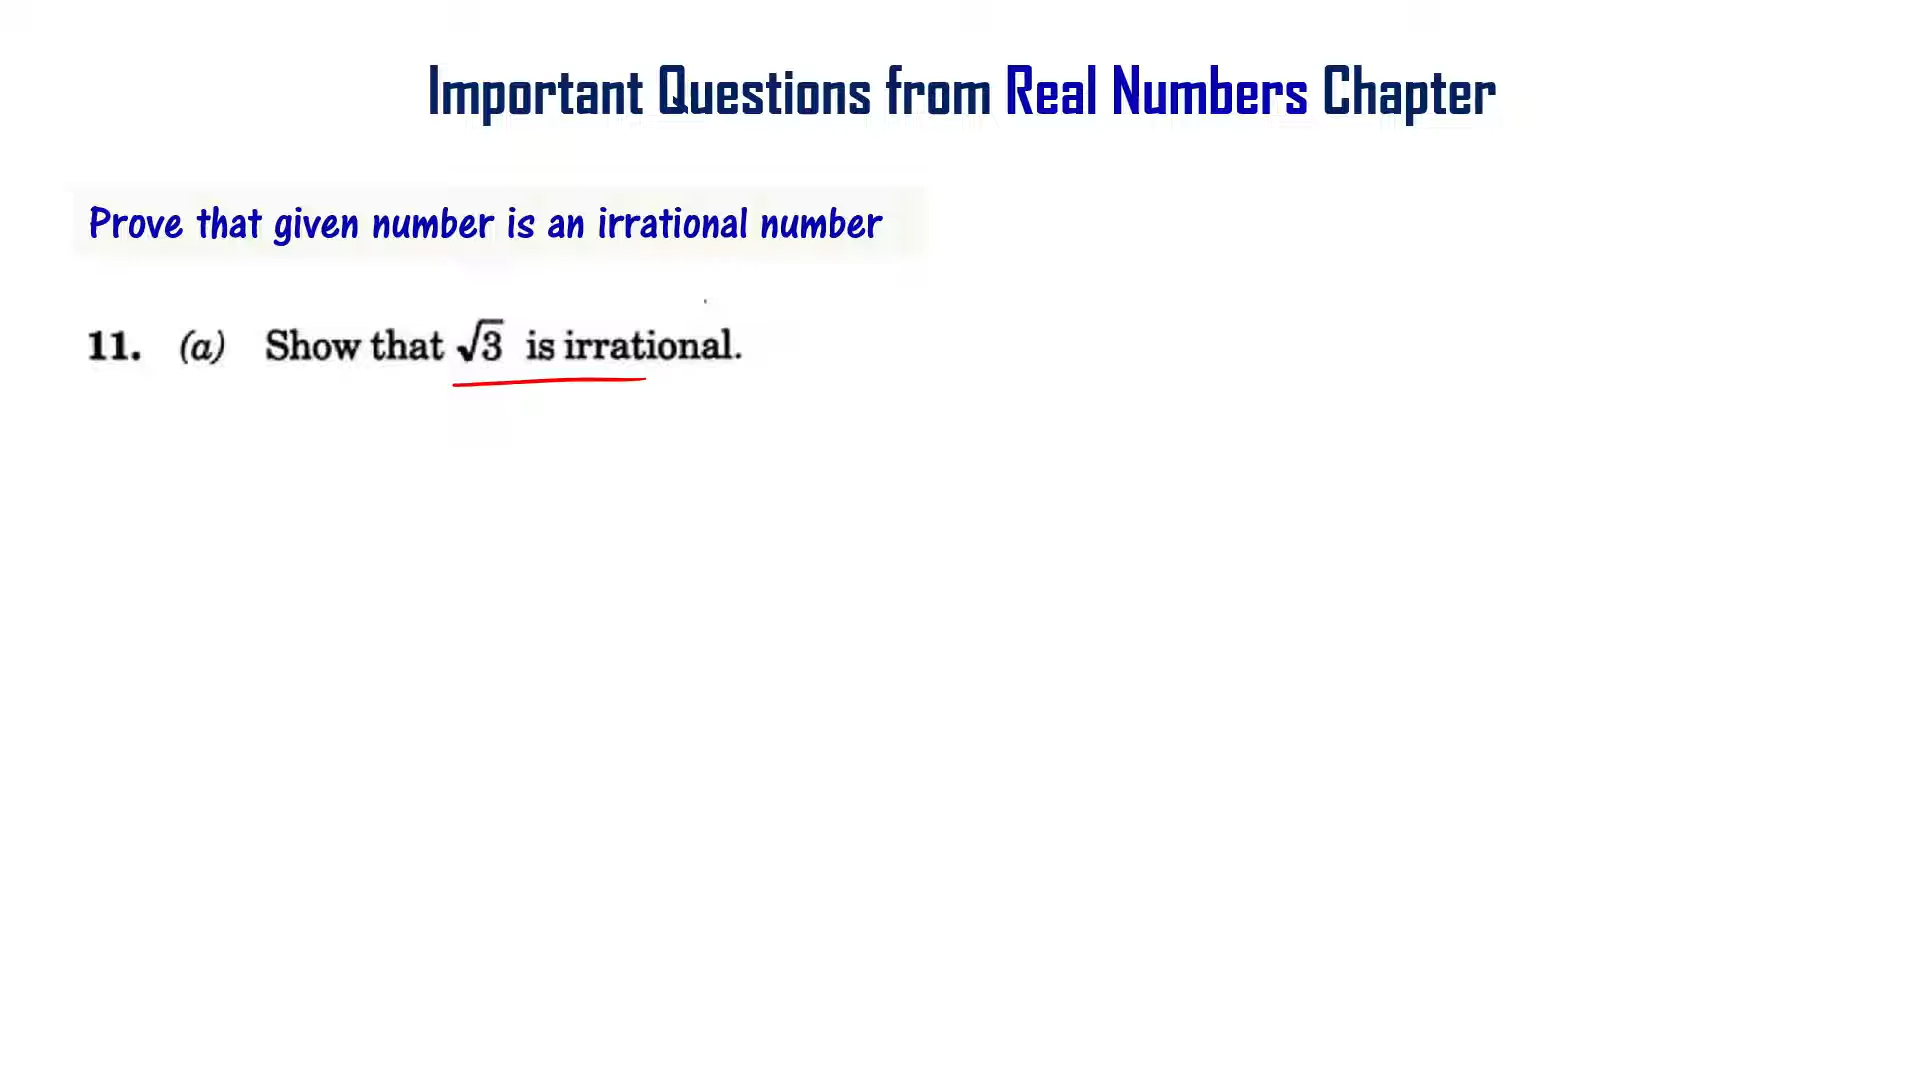 Important Questions from Real Numbers Chapter
Prove that given number is an irrational number
11. (a) Show that √3 is irrational.